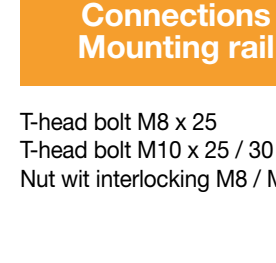 Connections
Mounting rail
T-head bolt M8 x 25
T-head bolt M10 x 25 / 30
Nut wit interlocking M8 /